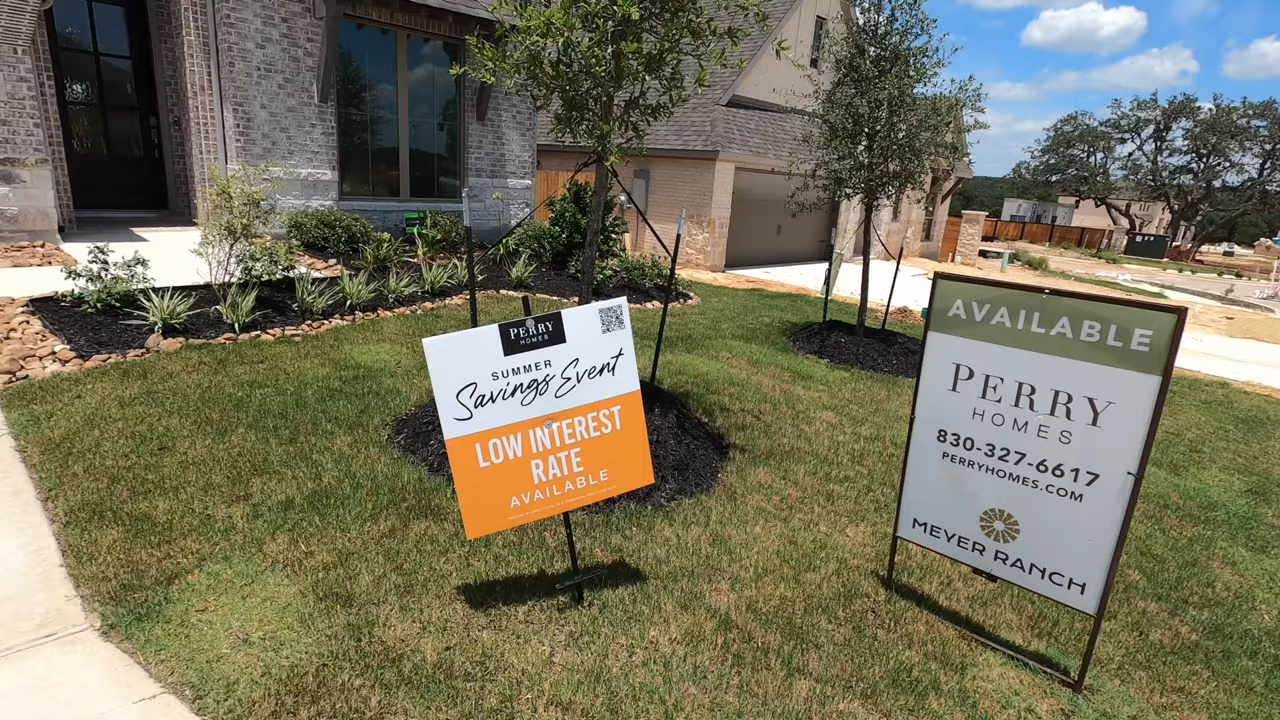 PERRY
HOMES
SUMMER
Savings Event
LOW INTEREST
RATE
AVAILABLE
AVAILABLE
PERRY
HOMES
830-327-6617
PERRYHOMES.COM
MEYER RANCH